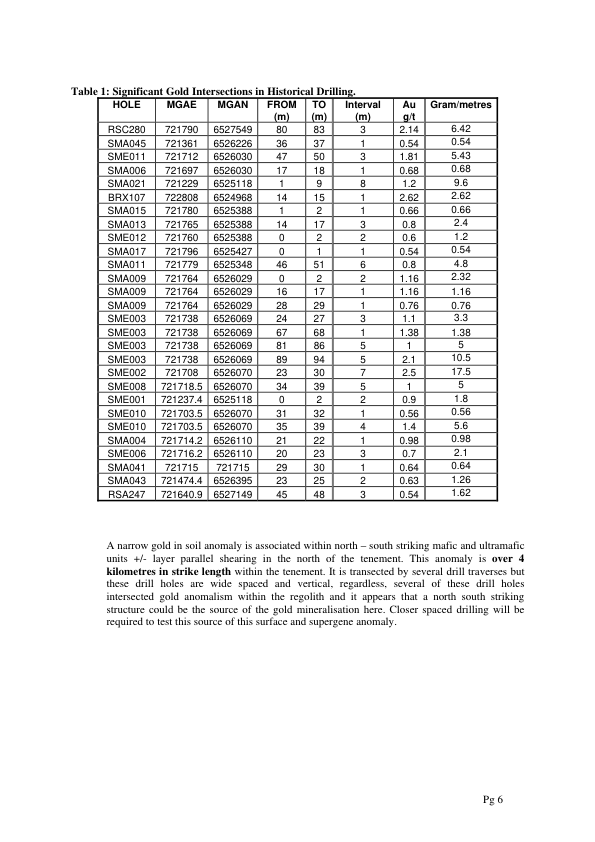 Table 1: Significant Gold Intersections in Historical Drilling.
HOLE MGAE MGAN FROM (m) TO (m) Interval (m) Au g/t Gram/metres
RSC280 721790 6527549 80 83 3 2.14 6.42
SMA045 721361 6526226 36 37 1 0.54 0.54
SME011 721712 6526030 47 50 3 1.81 5.43
SMA006 721697 6526030 17 18 1 0.68 0.68
SMA021 721229 6525118 1 9 8 1.2 9.6
BRX107 722808 6524968 14 15 1 2.62 2.62
SMA015 721780 6525388 1 2 1 0.66 0.66
SMA013 721765 6525388 14 17 3 0.8 2.4
SME012 721760 6525388 0 2 2 0.6 1.2
SMA017 721796 6525427 0 1 1 0.54 0.54
SMA011 721779 6525348 46 51 6 0.8 4.8
SMA009 721764 6526029 0 2 2 1.16 2.32
SMA009 721764 6526029 16 17 1 1.16 1.16
SMA009 721764 6526029 28 29 1 0.76 0.76
SME003 721738 6526069 24 27 3 1.1 3.3
SME003 721738 6526069 67 68 1 1.38 1.38
SME003 721738 6526069 81 86 5 1 5
SME003 721738 6526069 89 94 5 2.1 10.5
SME002 721708 6526070 23 30 7 2.5 17.5
SME008 721718.5 6526070 34 39 5 1 5
SME001 721237.4 6525118 0 2 2 0.9 1.8
SME010 721703.5 6526070 31 32 1 0.56 0.56
SME010 721703.5 6526070 35 39 4 1.4 5.6
SMA004 721714.2 6526110 21 22 1 0.98 0.98
SME006 721716.2 6526110 20 23 3 0.7 2.1
SMA041 721715 721715 29 30 1 0.64 0.64
SMA043 721474.4 6526395 23 25 2 0.63 1.26
RSA247 721640.9 6527149 45 48 3 0.54 1.62
A narrow gold in soil anomaly is associated within north – south striking mafic and ultramafic
units +/- layer parallel shearing in the north of the tenement. This anomaly is over 4
kilometres in strike length within the tenement. It is transected by several drill traverses but
these drill holes are wide spaced and vertical, regardless, several of these drill holes
intersected gold anomalism within the regolith and it appears that a north south striking
structure could be the source of the gold mineralisation here. Closer spaced drilling will be
required to test this source of this surface and supergene anomaly.
Pg 6